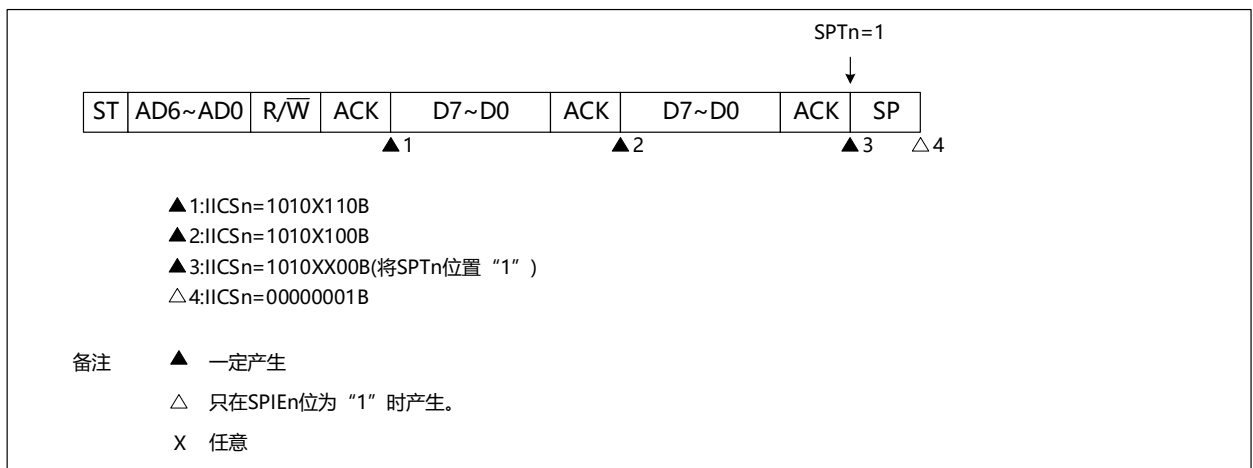 SPTn=1
ST AD6~AD0 R/W̅ ACK D7~D0 ACK D7~D0 ACK SP
▲1 ▲2 ▲3 △4
▲1:IICSn=1010X110B
▲2:IICSn=1010X100B
▲3:IICSn=1010XX00B(将SPTn位置“1”)
△4:IICSn=00000001B
备注 ▲ 一定产生
△ 只在SPIEn位为“1”时产生。
X 任意